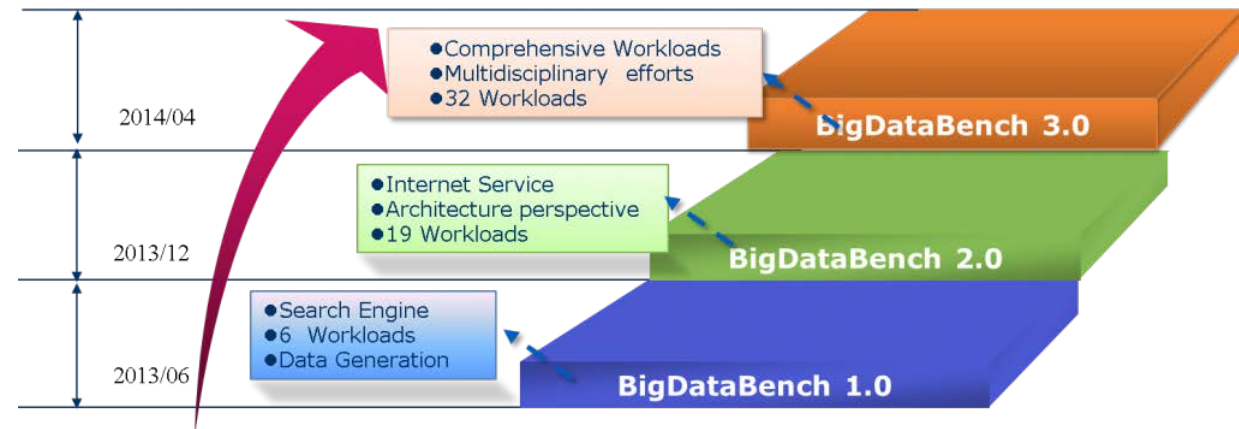 ●Comprehensive Workloads
●Multidisciplinary efforts
●32 Workloads
2014/04
BigDataBench 3.0
●Internet Service
●Architecture perspective
●19 Workloads
2013/12
BigDataBench 2.0
●Search Engine
●6 Workloads
●Data Generation
2013/06
BigDataBench 1.0